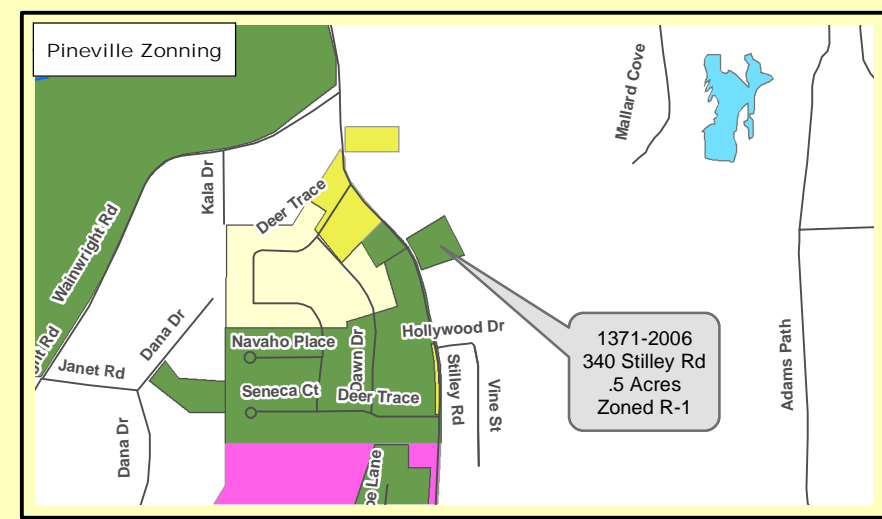 Pineville Zonning
Mallard Cove
Kala Dr
Deer Trace
Wainwright Rd
Dana Dr
Hollywood Dr
1371-2006
340 Stilley Rd
.5 Acres
Zoned R-1
Navaho Place
Janet Rd
Dawn Dr
Stilley Rd
Adams Path
Seneca Ct
Deer Trace
Vine St
Dana Dr
Lane